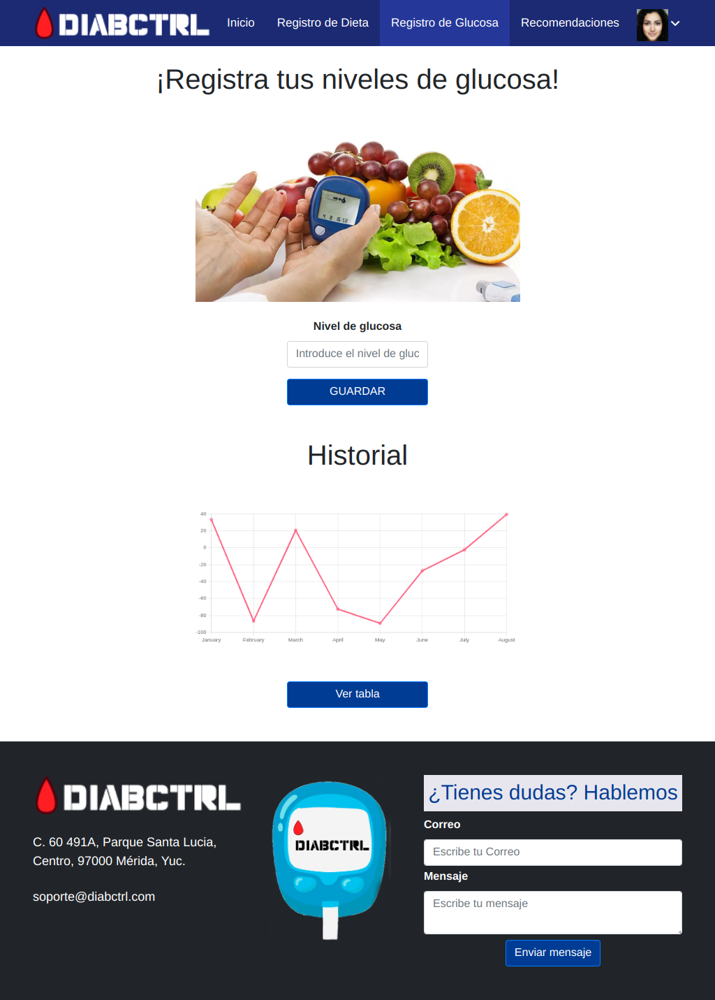 DIABCTRL
Inicio
Registro de Dieta
Registro de Glucosa
Recomendaciones
¡Registra tus niveles de glucosa!
4 8 16:58
Nivel de glucosa
Introduce el nivel de gluc
GUARDAR
Historial
40
20
0
-20
-40
-60
-80
-100
January February March April May June July August
Ver tabla
DIABCTRL
C. 60 491A, Parque Santa Lucia,
Centro, 97000 Mérida, Yuc.
soporte@diabctrl.com
DIABCTRL
¿Tienes dudas? Hablemos
Correo
Escribe tu Correo
Mensaje
Escribe tu mensaje
Enviar mensaje